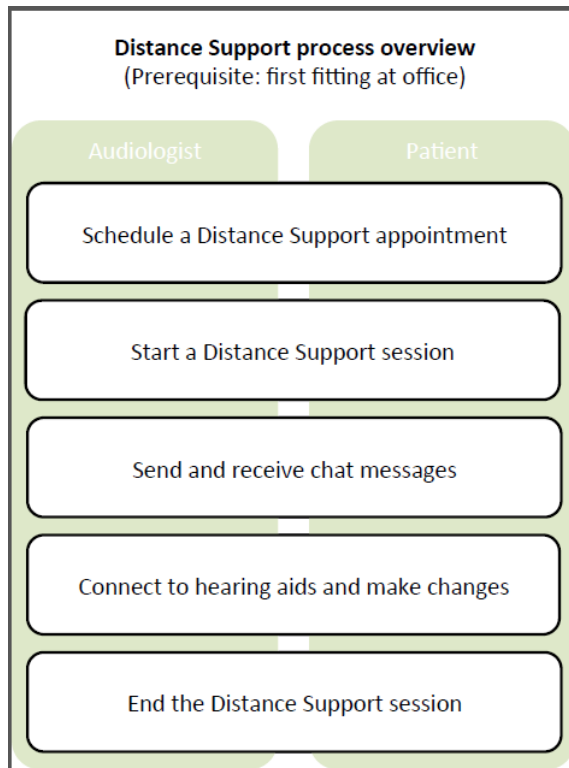 Distance Support process overview
(Prerequisite: first fitting at office)
Audiologist
Patient
Schedule a Distance Support appointment
Start a Distance Support session
Send and receive chat messages
Connect to hearing aids and make changes
End the Distance Support session